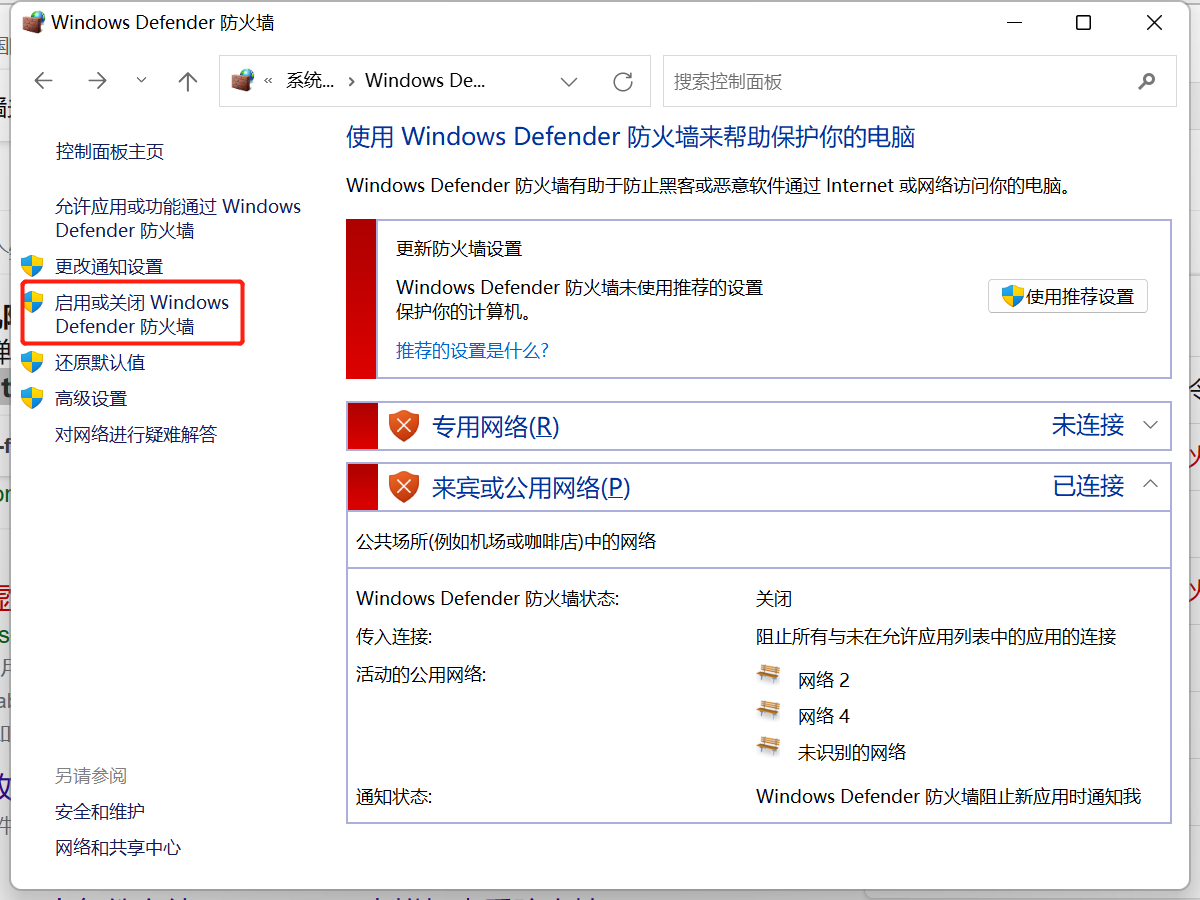 Windows Defender 防火墙
« 系统... › Windows De...
搜索控制面板
控制面板主页
允许应用或功能通过 Windows
Defender 防火墙
更改通知设置
启用或关闭 Windows
Defender 防火墙
还原默认值
高级设置
对网络进行疑难解答
另请参阅
安全和维护
网络和共享中心
使用 Windows Defender 防火墙来帮助保护你的电脑
Windows Defender 防火墙有助于防止黑客或恶意软件通过 Internet 或网络访问你的电脑。
更新防火墙设置
Windows Defender 防火墙未使用推荐的设置
保护你的计算机。
使用推荐设置
推荐的设置是什么?
专用网络(R) 未连接
来宾或公用网络(P) 已连接
公共场所(例如机场或咖啡店)中的网络
Windows Defender 防火墙状态: 关闭
传入连接: 阻止所有与未在允许应用列表中的应用的连接
活动的公用网络: 网络 2
网络 4
未识别的网络
通知状态: Windows Defender 防火墙阻止新应用时通知我